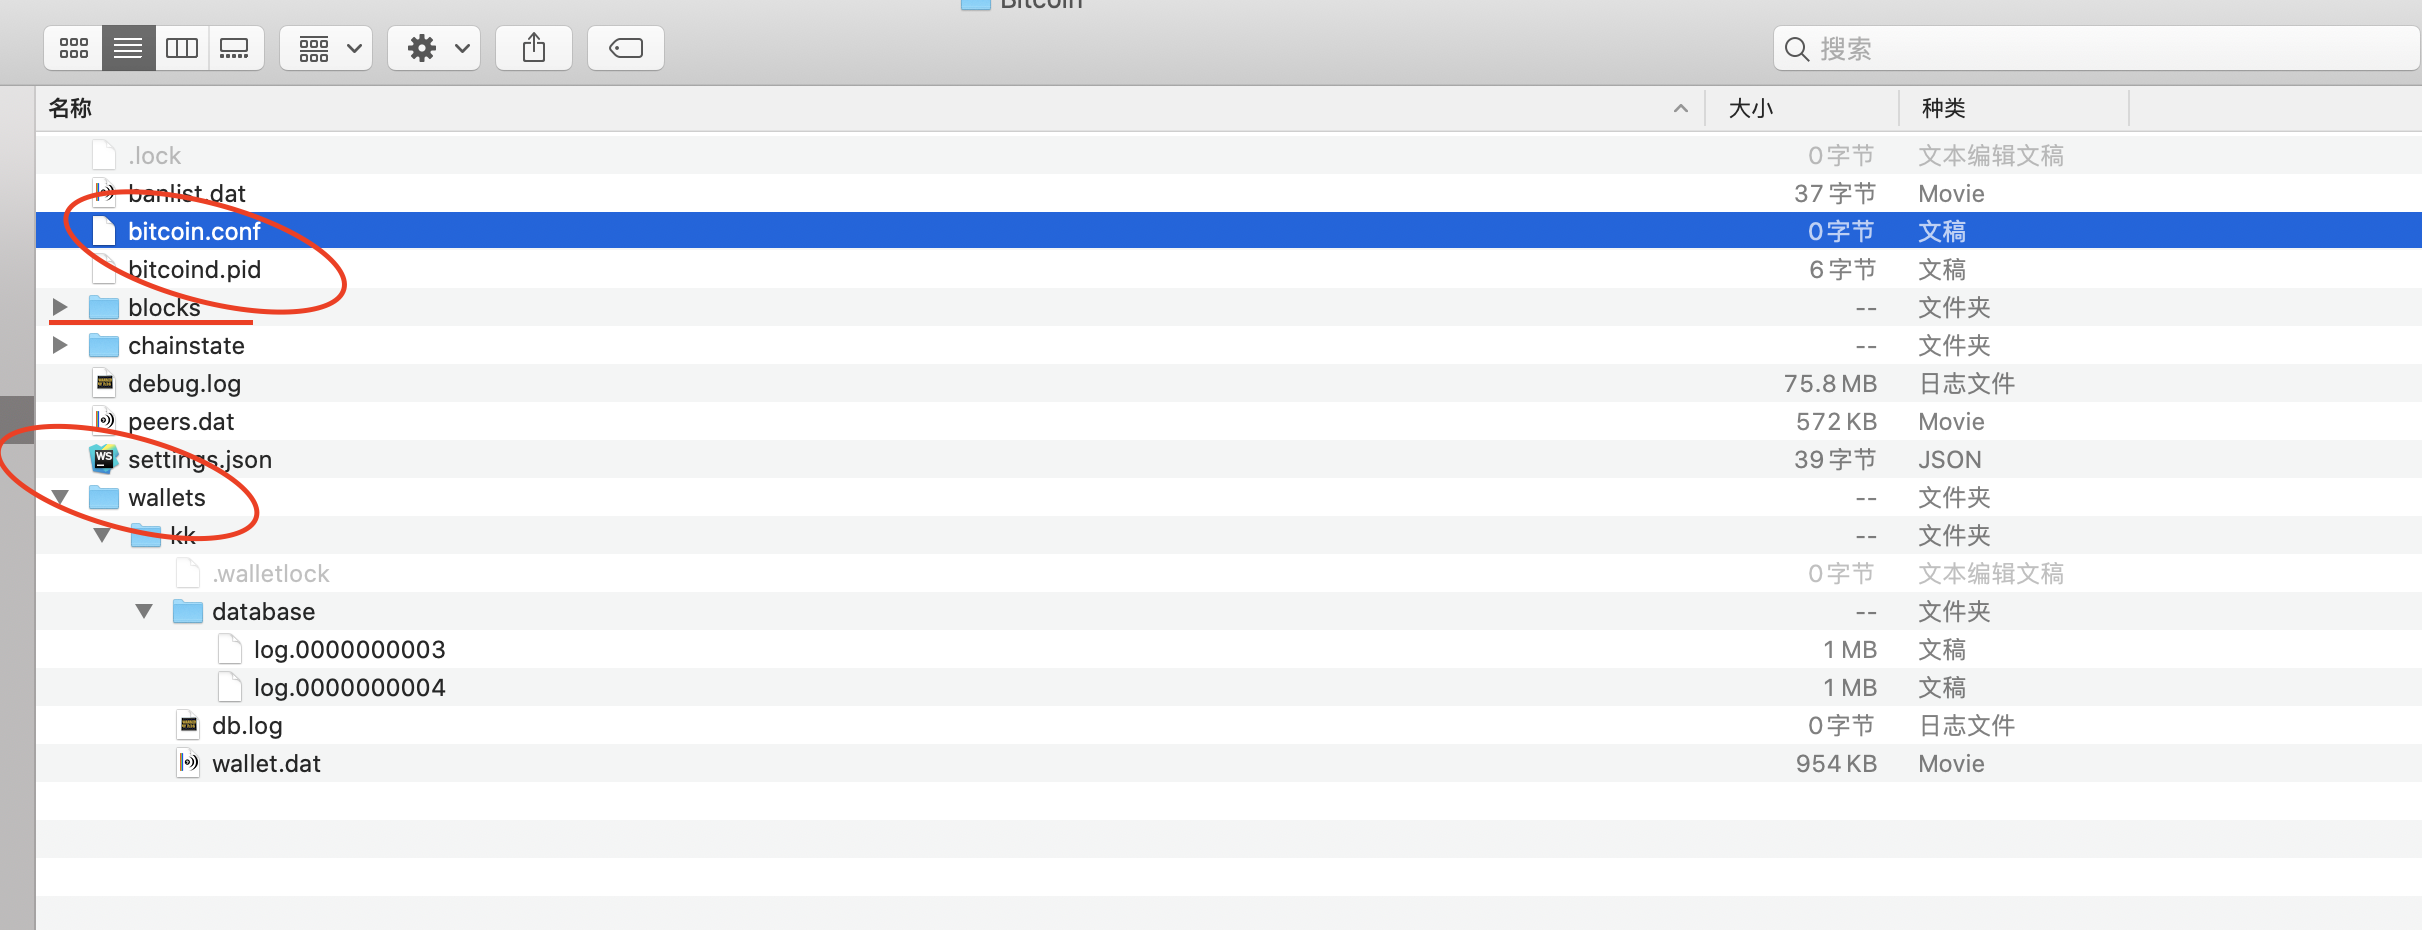 Bitcoin
搜索
名称 大小 种类
.lock 0字节 文本编辑文稿
banlist.dat 37 字节 Movie
bitcoin.conf 0字节 文稿
bitcoind.pid 6字节 文稿
blocks -- 文件夹
chainstate -- 文件夹
debug.log 75.8 MB 日志文件
peers.dat 572 KB Movie
WS settings.json 39 字节 JSON
wallets -- 文件夹
kk -- 文件夹
.walletlock 0字节 文本编辑文稿
database -- 文件夹
log.0000000003 1 MB 文稿
log.0000000004 1 MB 文稿
db.log 0字节 日志文件
wallet.dat 954 KB Movie